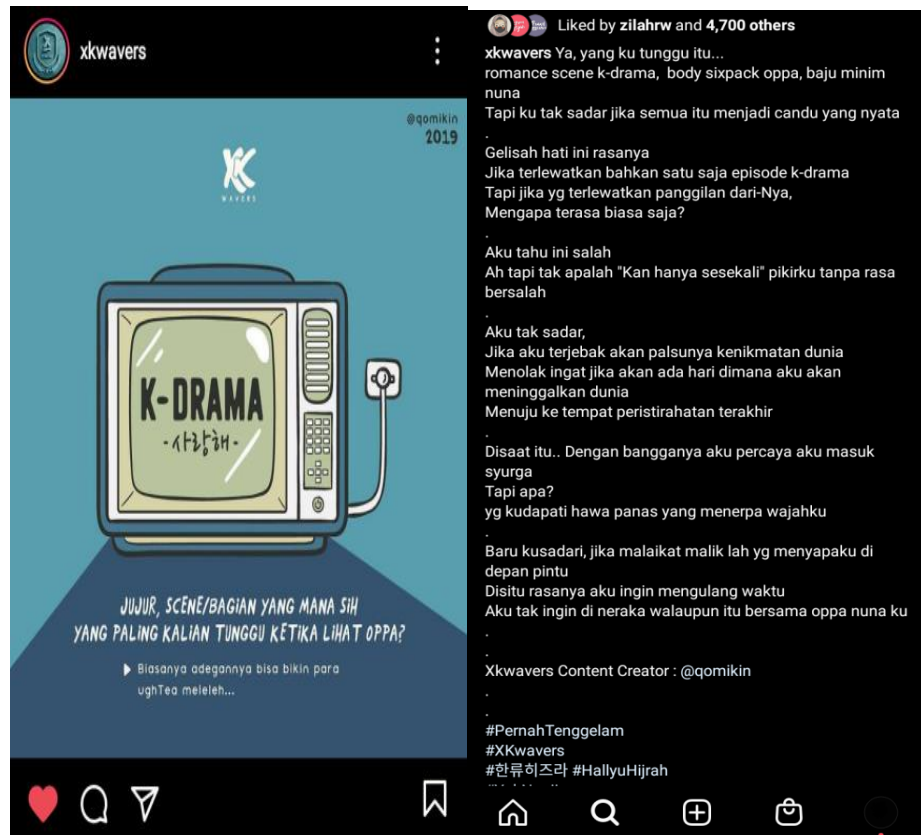 xkwavers
@qomikin
2019
XK
WAVERS
K-DRAMA
-사랑해-
JUJUR, SCENE/BAGIAN YANG MANA SIH
YANG PALING KALIAN TUNGGU KETIKA LIHAT OPPA?
Biasanya adegannya bisa bikin para
ughTea meleleh...
Liked by zilahrw and 4,700 others
xkwavers Ya, yang ku tunggu itu...
romance scene k-drama, body sixpack oppa, baju minim
nuna
Tapi ku tak sadar jika semua itu menjadi candu yang nyata
.
Gelisah hati ini rasanya
Jika terlewatkan bahkan satu saja episode k-drama
Tapi jika yg terlewatkan panggilan dari-Nya,
Mengapa terasa biasa saja?
.
Aku tahu ini salah
Ah tapi tak apalah "Kan hanya sesekali" pikirku tanpa rasa
bersalah
.
Aku tak sadar,
Jika aku terjebak akan palsunya kenikmatan dunia
Menolak ingat jika akan ada hari dimana aku akan
meninggalkan dunia
Menuju ke tempat peristirahatan terakhir
.
Disaat itu.. Dengan bangganya aku percaya aku masuk
syurga
Tapi apa?
yg kudapati hawa panas yang menerpa wajahku
.
Baru kusadari, jika malaikat malik lah yg menyapaku di
depan pintu
Disitu rasanya aku ingin mengulang waktu
Aku tak ingin di neraka walaupun itu bersama oppa nuna ku
.
.
Xkwavers Content Creator : @qomikin
.
.
#PernahTenggelam
#XKwavers
#한류히즈라 #HallyuHijrah